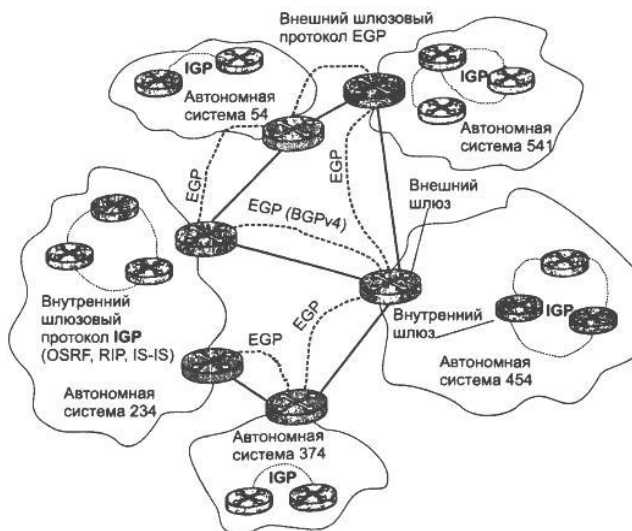 Внешний шлюзовый
протокол EGP
IGP
Автономная
система 54
IGP
Автономная
система 541
EGP
EGP
EGP (BGPv4)
Внешний
шлюз
Внутренний
шлюзовый
протокол IGP
(OSRF, RIP, IS-IS)
Автономная
система 234
EGP
EGP
Внутренний
шлюз
IGP
Автономная
система 454
Автономная
система 374
IGP